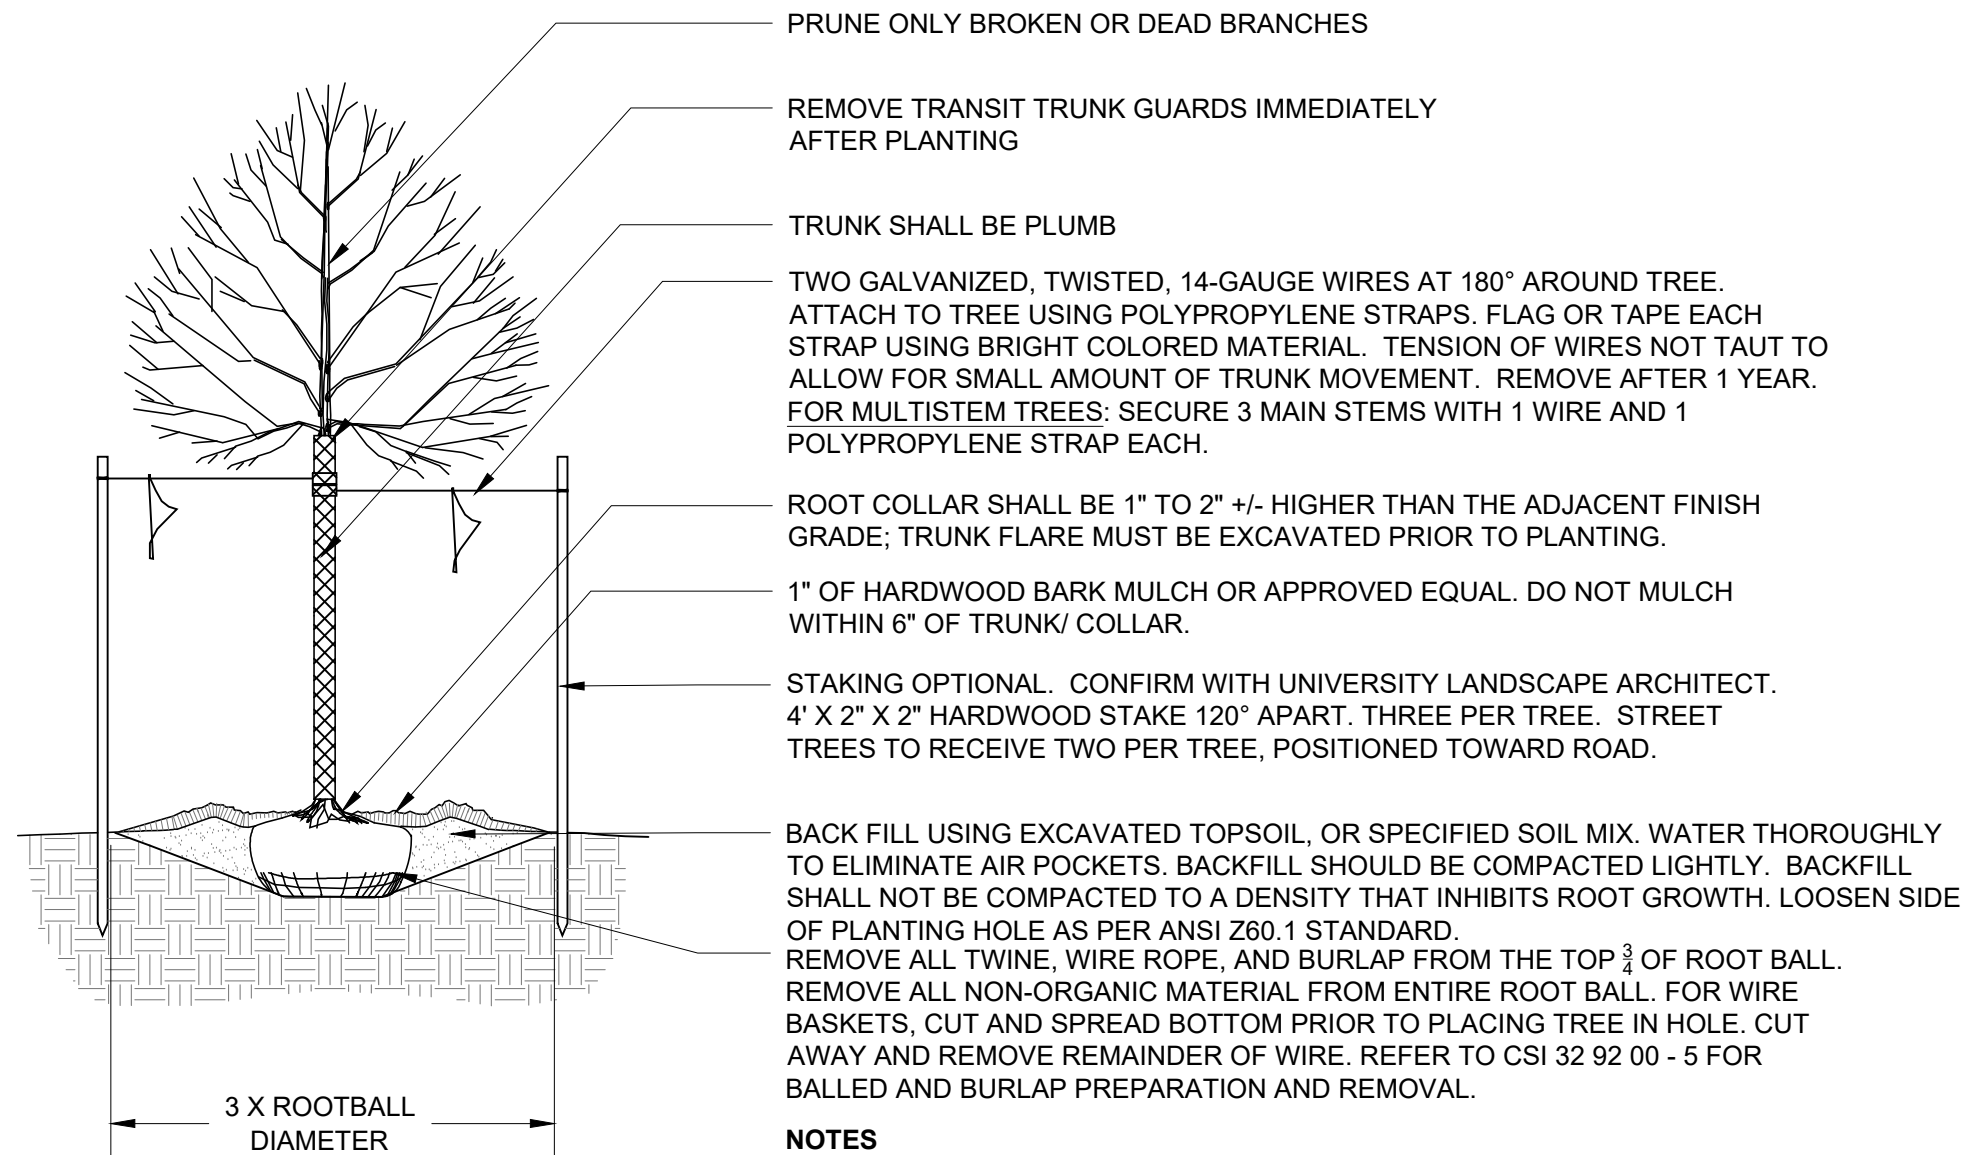 PRUNE ONLY BROKEN OR DEAD BRANCHES
REMOVE TRANSIT TRUNK GUARDS IMMEDIATELY
AFTER PLANTING
TRUNK SHALL BE PLUMB
TWO GALVANIZED, TWISTED, 14-GAUGE WIRES AT 180° AROUND TREE.
ATTACH TO TREE USING POLYPROPYLENE STRAPS. FLAG OR TAPE EACH
STRAP USING BRIGHT COLORED MATERIAL. TENSION OF WIRES NOT TAUT TO
ALLOW FOR SMALL AMOUNT OF TRUNK MOVEMENT. REMOVE AFTER 1 YEAR.
FOR MULTISTEM TREES: SECURE 3 MAIN STEMS WITH 1 WIRE AND 1
POLYPROPYLENE STRAP EACH.
ROOT COLLAR SHALL BE 1" TO 2" +/- HIGHER THAN THE ADJACENT FINISH
GRADE; TRUNK FLARE MUST BE EXCAVATED PRIOR TO PLANTING.
1" OF HARDWOOD BARK MULCH OR APPROVED EQUAL. DO NOT MULCH
WITHIN 6" OF TRUNK/ COLLAR.
STAKING OPTIONAL. CONFIRM WITH UNIVERSITY LANDSCAPE ARCHITECT.
4' X 2" X 2" HARDWOOD STAKE 120° APART. THREE PER TREE. STREET
TREES TO RECEIVE TWO PER TREE, POSITIONED TOWARD ROAD.
BACK FILL USING EXCAVATED TOPSOIL, OR SPECIFIED SOIL MIX. WATER THOROUGHLY
TO ELIMINATE AIR POCKETS. BACKFILL SHOULD BE COMPACTED LIGHTLY. BACKFILL
SHALL NOT BE COMPACTED TO A DENSITY THAT INHIBITS ROOT GROWTH. LOOSEN SIDE
OF PLANTING HOLE AS PER ANSI Z60.1 STANDARD.
REMOVE ALL TWINE, WIRE ROPE, AND BURLAP FROM THE TOP 3/4 OF ROOT BALL.
REMOVE ALL NON-ORGANIC MATERIAL FROM ENTIRE ROOT BALL. FOR WIRE
BASKETS, CUT AND SPREAD BOTTOM PRIOR TO PLACING TREE IN HOLE. CUT
AWAY AND REMOVE REMAINDER OF WIRE. REFER TO CSI 32 92 00 - 5 FOR
BALLED AND BURLAP PREPARATION AND REMOVAL.
3 X ROOTBALL
DIAMETER
NOTES